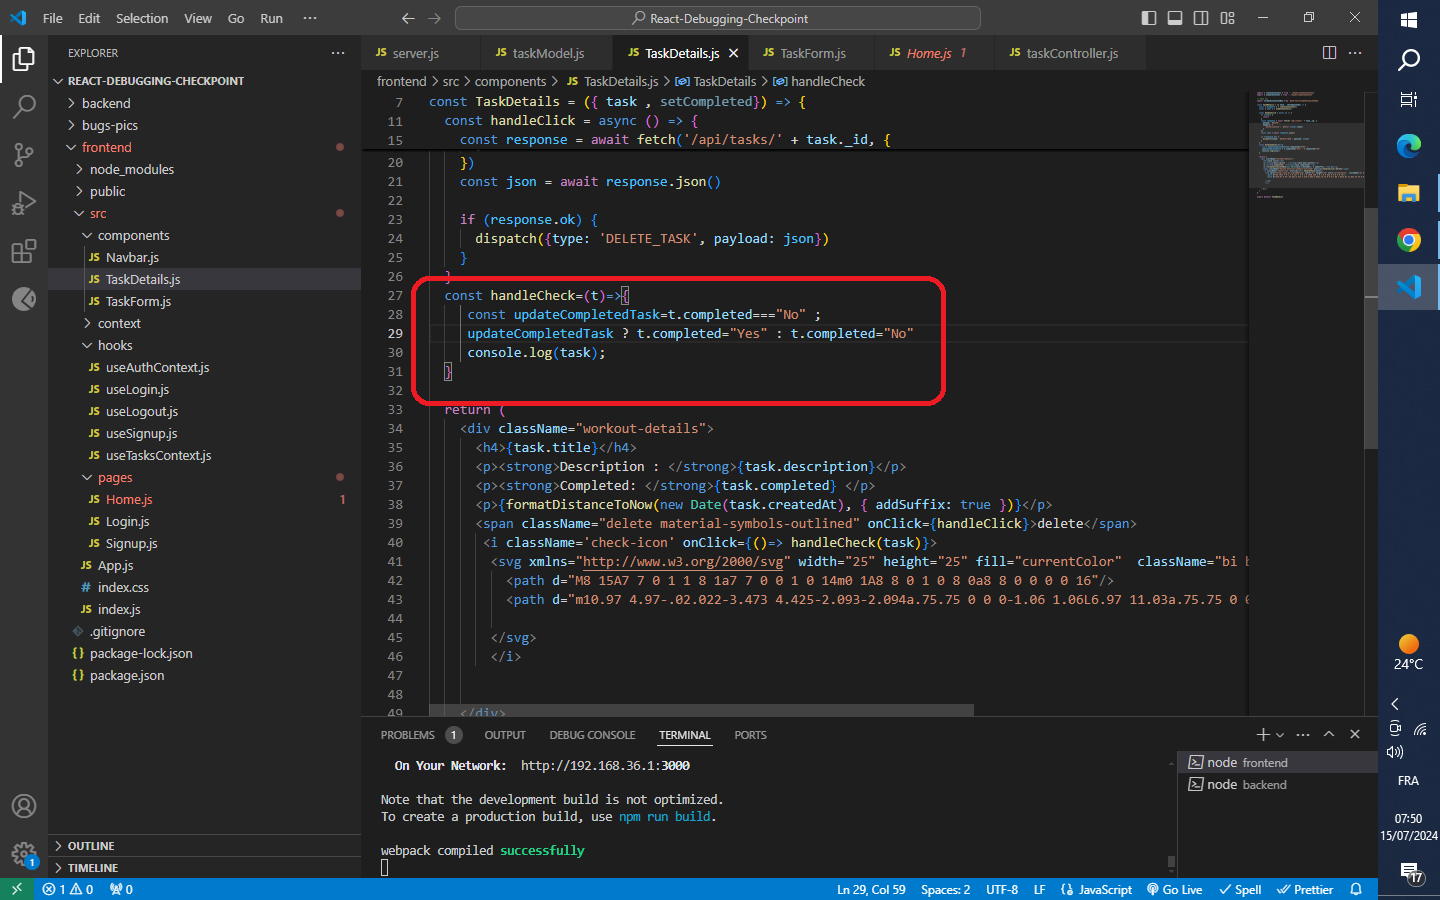 File Edit Selection View Go Run ···
React-Debugging-Checkpoint
EXPLORER
REACT-DEBUGGING-CHECKPOINT
backend
bugs-pics
frontend
node_modules
public
src
components
JS Navbar.js
JS TaskDetails.js
JS TaskForm.js
context
hooks
JS useAuthContext.js
JS useLogin.js
JS useLogout.js
JS useSignup.js
JS useTasksContext.js
pages
JS Home.js 1
JS Login.js
JS Signup.js
JS App.js
# index.css
JS index.js
.gitignore
{} package-lock.json
{} package.json
OUTLINE
TIMELINE
JS server.js JS taskModel.js JS TaskDetails.js JS TaskForm.js JS Home.js 1 JS taskController.js
frontend > src > components > JS TaskDetails.js > TaskDetails > handleCheck
7 const TaskDetails = ({ task , setCompleted}) => {
11 const handleClick = async () => {
15 const response = await fetch('/api/tasks/' + task._id, {
20 })
21 const json = await response.json()
22
23 if (response.ok) {
24 dispatch({type: 'DELETE_TASK', payload: json})
25 }
26 }
27 const handleCheck=(t)=>{
28 const updateCompletedTask=t.completed==="No" ;
29 updateCompletedTask ? t.completed="Yes" : t.completed="No"
30 console.log(task);
31 }
32
33 return (
34 <div className="workout-details">
35 <h4>{task.title}</h4>
36 <p><strong>Description : </strong>{task.description}</p>
37 <p><strong>Completed: </strong>{task.completed} </p>
38 <p>{formatDistanceToNow(new Date(task.createdAt), { addSuffix: true })}</p>
39 <span className="delete material-symbols-outlined" onClick={handleClick}>delete</span>
40 <i className='check-icon' onClick={()=> handleCheck(task)}>
41 <svg xmlns="http://www.w3.org/2000/svg" width="25" height="25" fill="currentColor" className="bi b
42 <path d="M8 15A7 7 0 1 1 8 1a7 7 0 0 1 0 14m0 1A8 8 0 1 0 8 0a8 8 0 0 0 0 16"/>
43 <path d="m10.97 4.97-.02.022-3.473 4.425-2.093-2.094a.75.75 0 0 0-1.06 1.06L6.97 11.03a.75.75 0 0
44
45 </svg>
46 </i>
47
48
49 </div>
PROBLEMS 1 OUTPUT DEBUG CONSOLE TERMINAL PORTS
On Your Network: http://192.168.36.1:3000
Note that the development build is not optimized.
To create a production build, use npm run build.
webpack compiled successfully
node frontend
node backend
1
1 0 0 Ln 29, Col 59 Spaces: 2 UTF-8 LF {} JavaScript Go Live Spell Prettier
24°C
FRA
07:50
15/07/2024
17